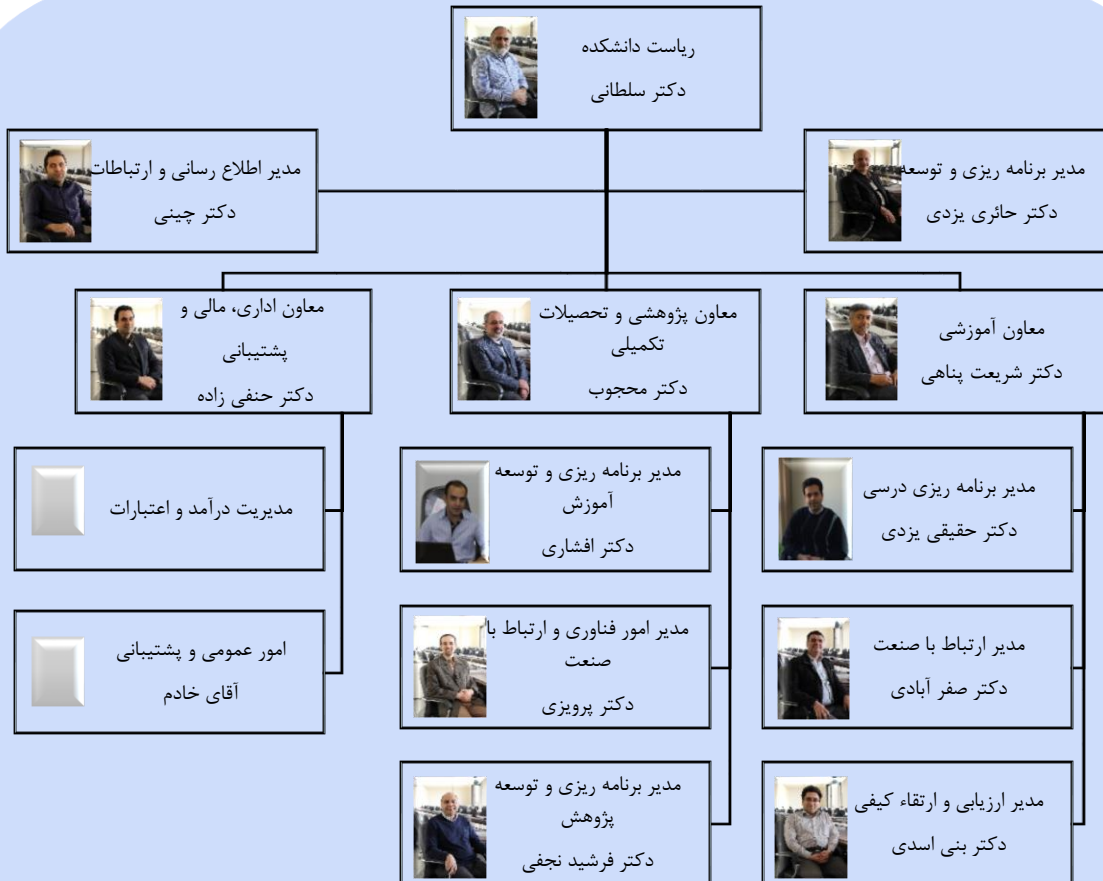 ریاست دانشکده
دکتر سلطانی
مدیر برنامه ریزی و توسعه
دکتر حائری یزدی
مدیر اطلاع رسانی و ارتباطات
دکتر چینی
معاون آموزشی
دکتر شریعت پناهی
معاون پژوهشی و تحصیلات
تکمیلی
دکتر محجوب
معاون اداری، مالی و
پشتیبانی
دکتر حنفی زاده
مدیر برنامه ریزی درسی
دکتر حقیقی یزدی
مدیر برنامه ریزی و توسعه
آموزش
دکتر افشاری
مدیریت درآمد و اعتبارات
مدیر ارتباط با صنعت
دکتر صفر آبادی
مدیر امور فناوری و ارتباط با
صنعت
دکتر پرویزی
امور عمومی و پشتیبانی
آقای خادم
مدیر ارزیابی و ارتقاء کیفی
دکتر بنی اسدی
مدیر برنامه ریزی و توسعه
پژوهش
دکتر فرشید نجفی